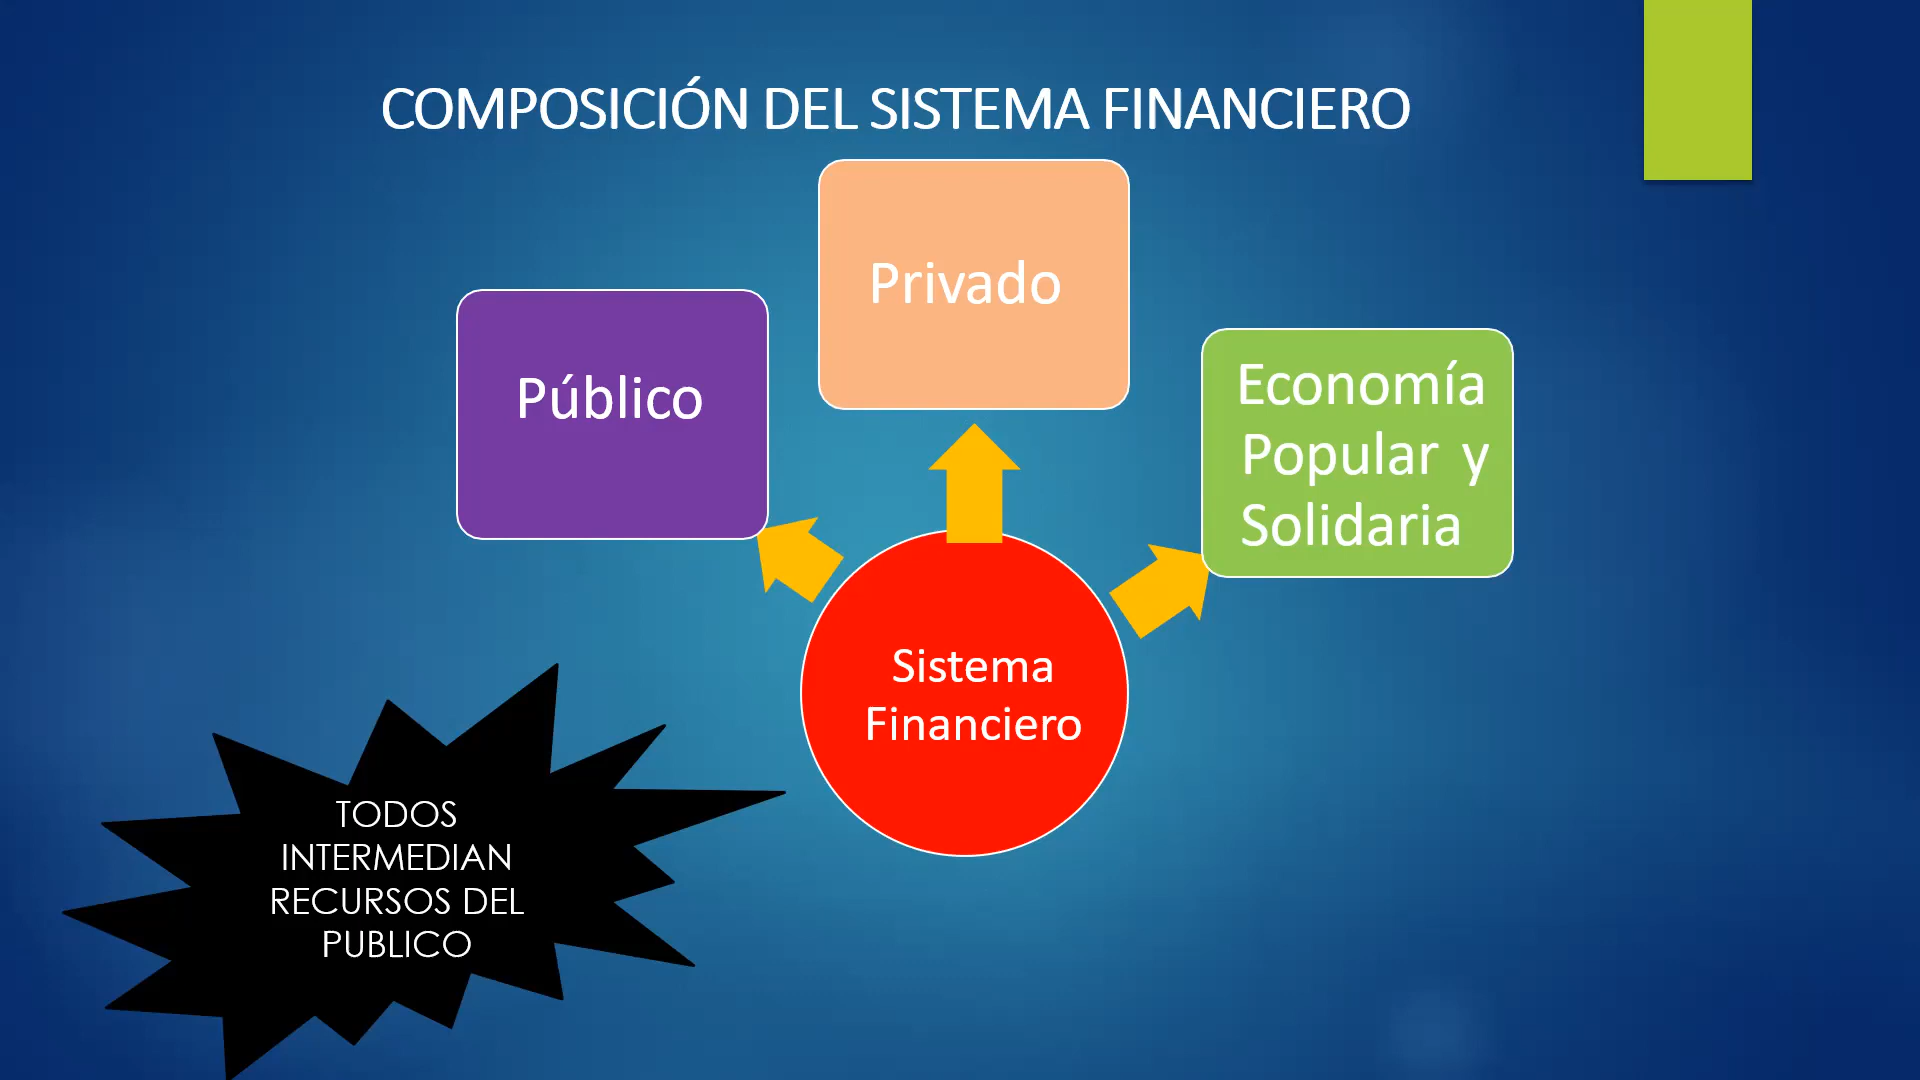 COMPOSICIÓN DEL SISTEMA FINANCIERO
Privado
Público
Economía
Popular y
Solidaria
Sistema
Financiero
TODOS
INTERMEDIAN
RECURSOS DEL
PUBLICO